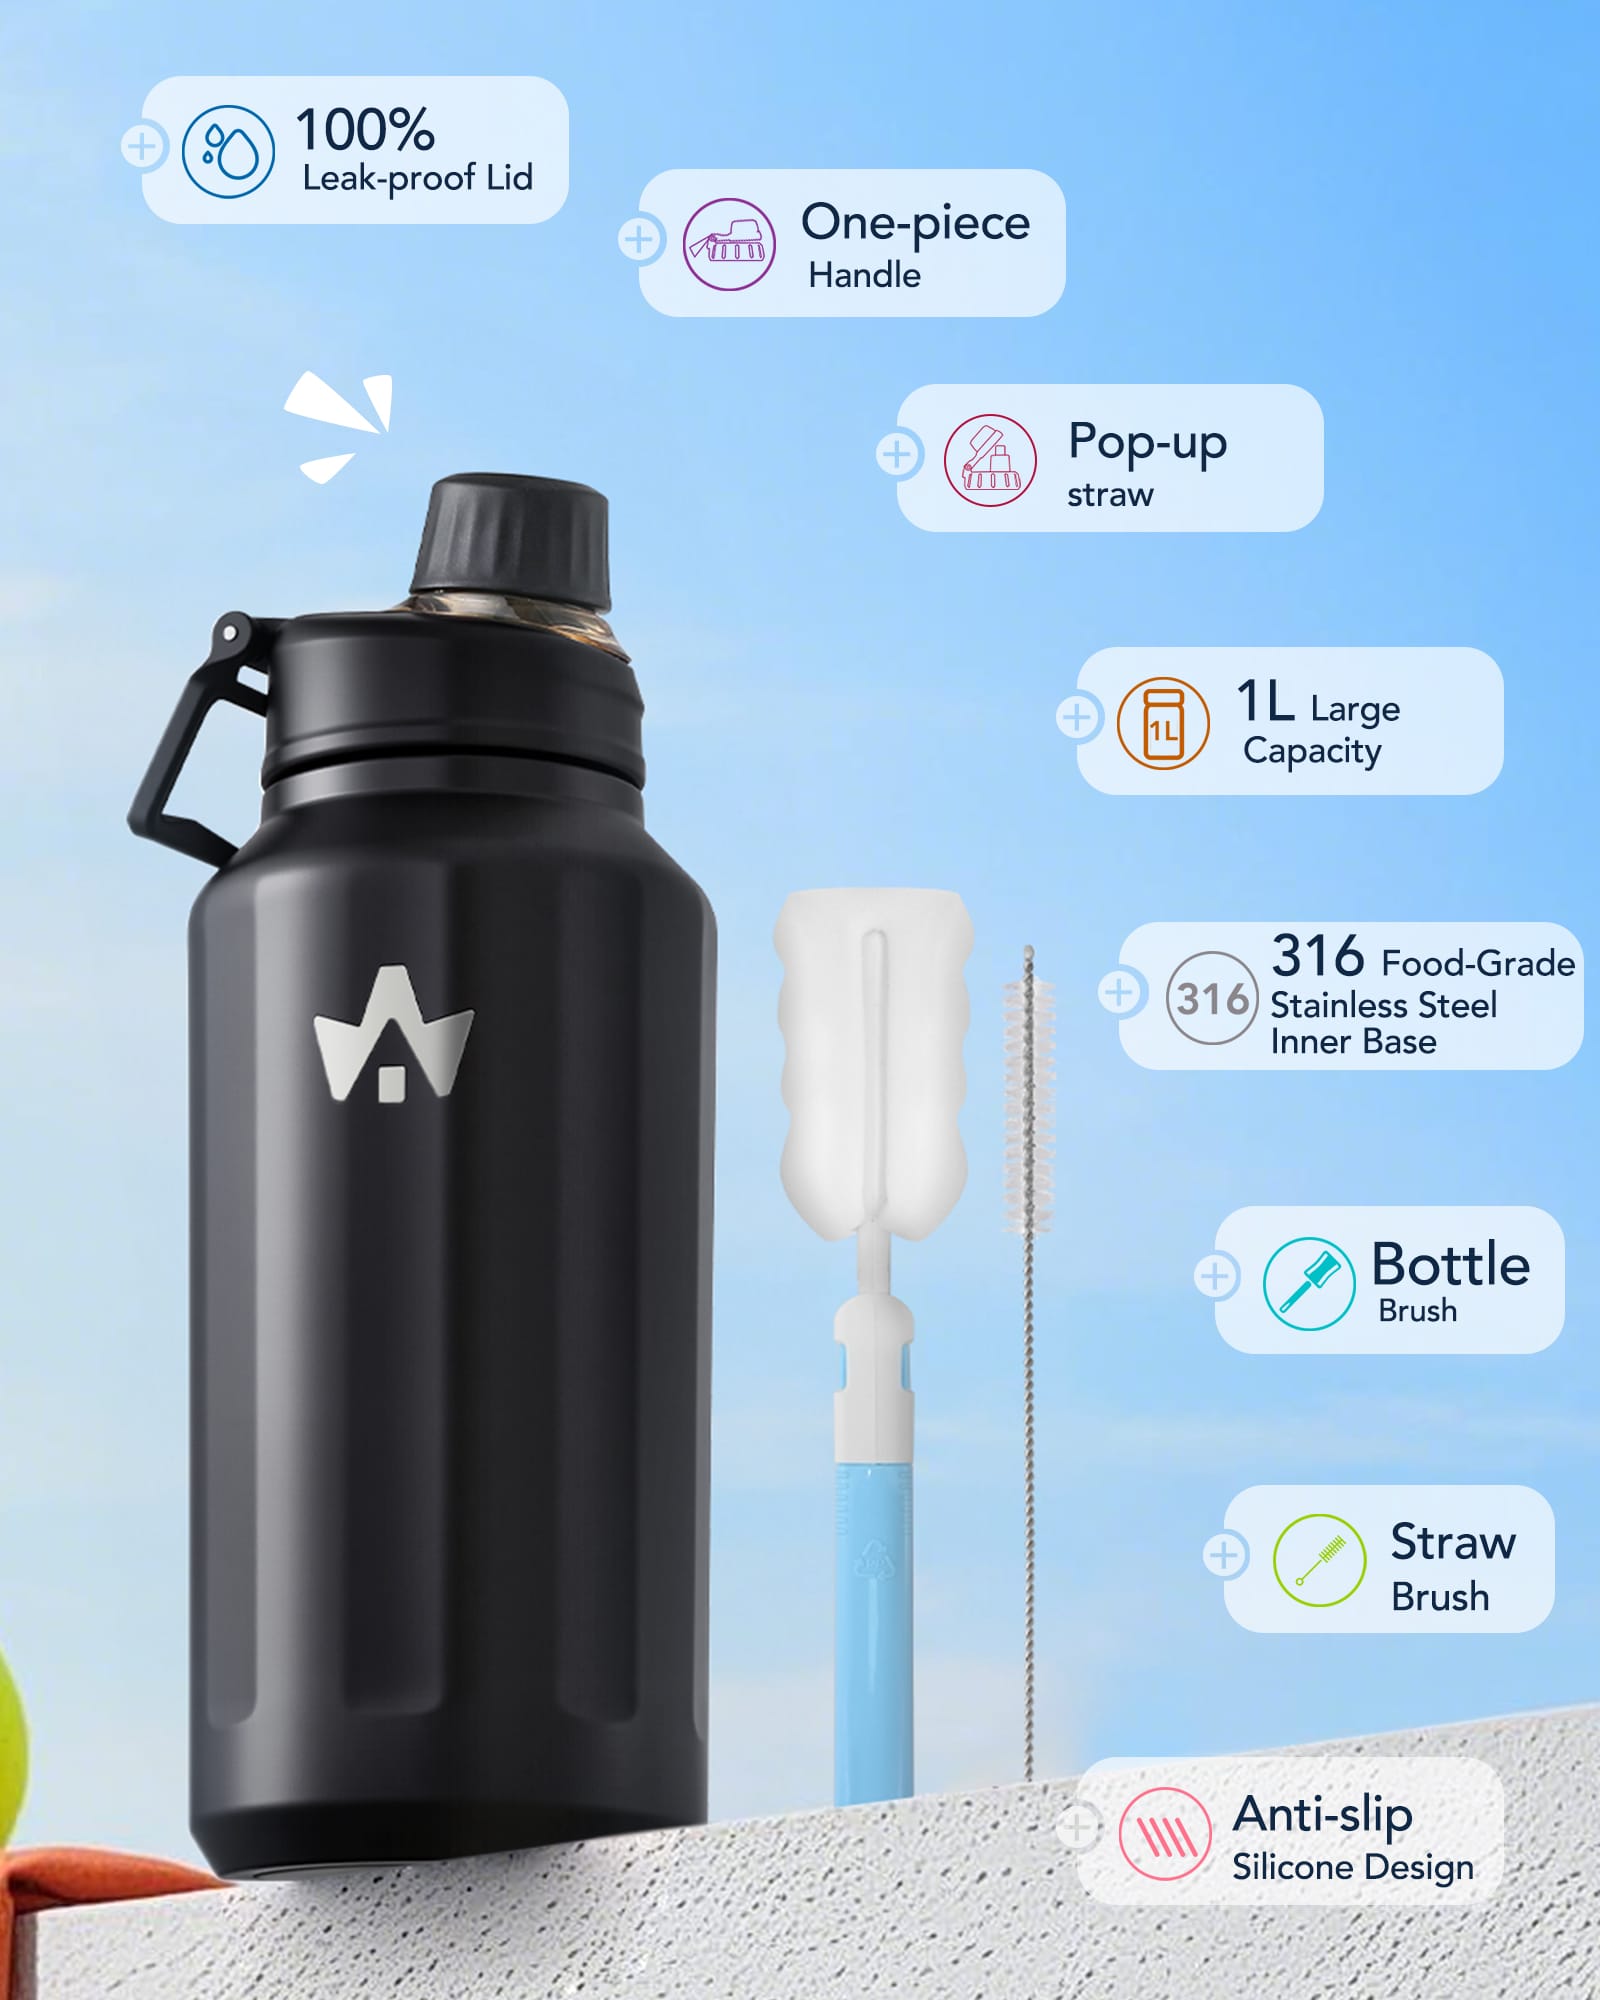 100%
Leak-proof Lid
One-piece
Handle
Pop-up
straw
1L
1L Large
Capacity
316
316 Food-Grade
Stainless Steel
Inner Base
Bottle
Brush
Straw
Brush
Anti-slip
Silicone Design